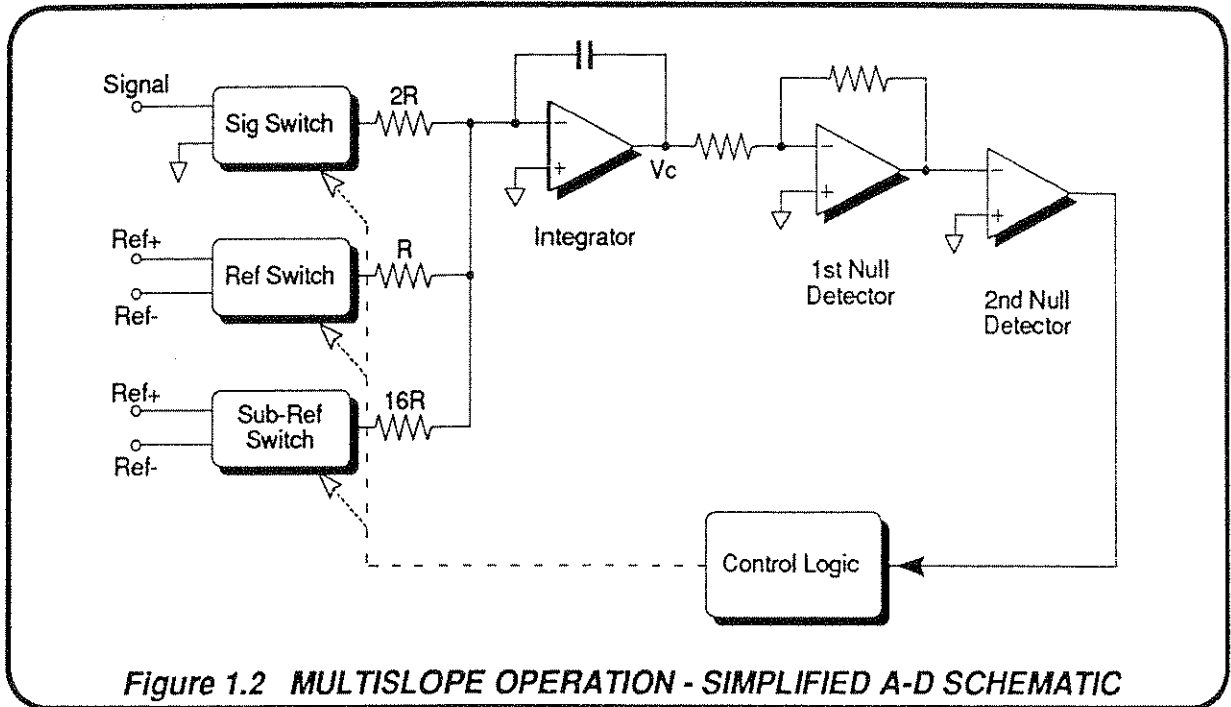 Signal
Sig Switch
2R
Vc
Integrator
Ref+
Ref-
Ref Switch
R
1st Null
Detector
2nd Null
Detector
Ref+
Ref-
Sub-Ref
Switch
16R
Control Logic
Figure 1.2 MULTISLOPE OPERATION - SIMPLIFIED A-D SCHEMATIC